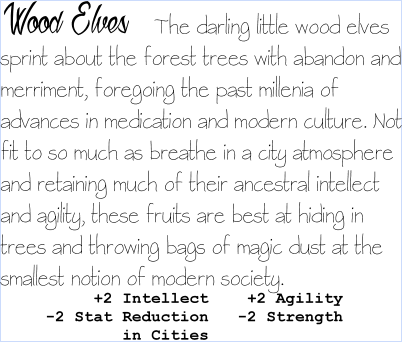 Wood Elves The darling little wood elves
sprint about the forest trees with abandon and
merriment, foregoing the past millenia of
advances in medication and modern culture. Not
fit to so much as breathe in a city atmosphere
and retaining much of their ancestral intellect
and agility, these fruits are best at hiding in
trees and throwing bags of magic dust at the
smallest notion of modern society.
+2 Intellect +2 Agility
-2 Stat Reduction -2 Strength
in Cities